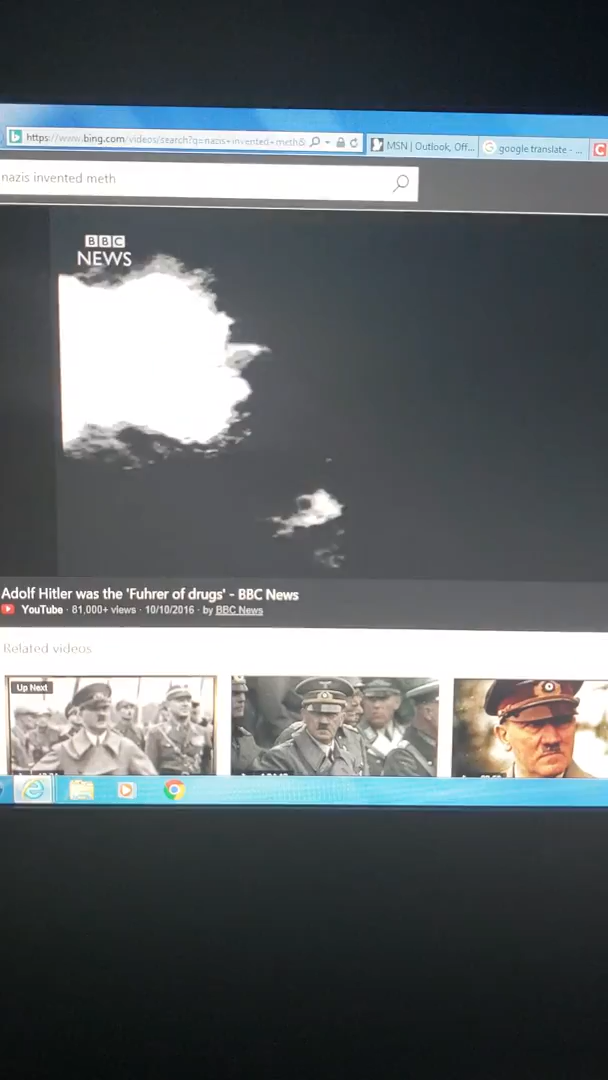 https://www.bing.com/videos/search?q=nazis+invented+meth&
MSN | Outlook, Off...
google translate - ...
nazis invented meth
BBC
NEWS
Adolf Hitler was the 'Fuhrer of drugs' - BBC News
YouTube · 81,000+ views · 10/10/2016 · by BBC News
Related videos
Up Next